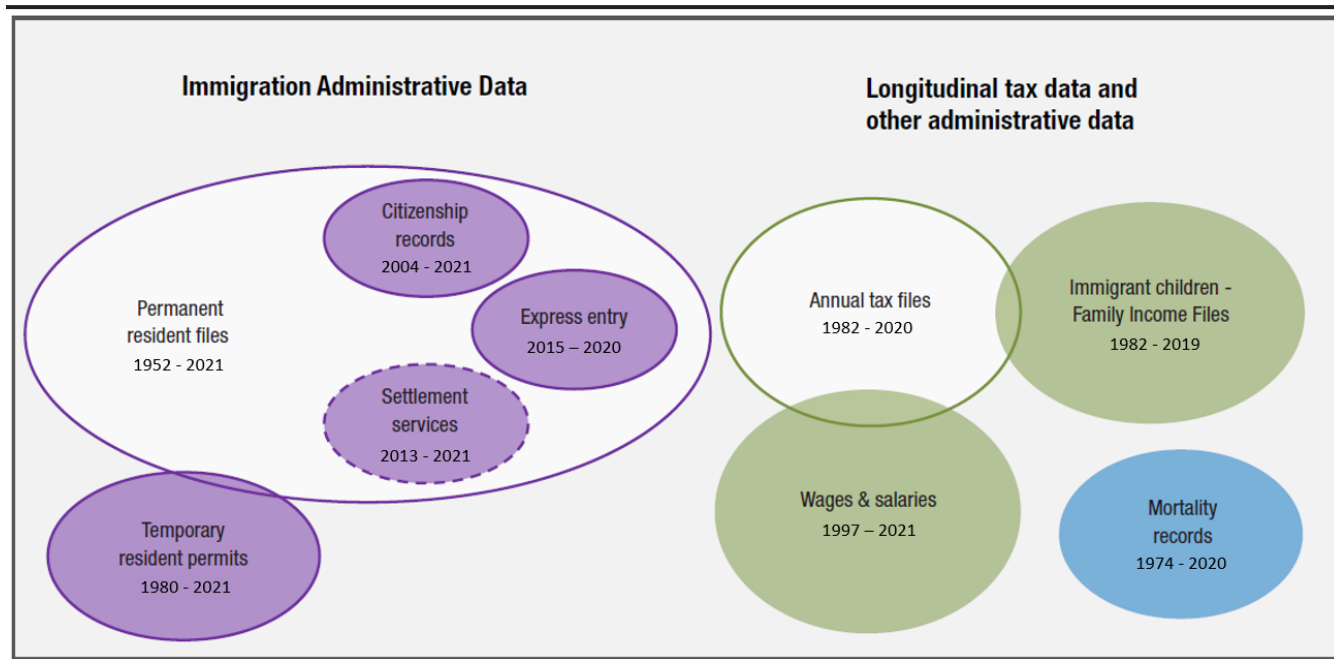 Immigration Administrative Data
Longitudinal tax data and
other administrative data
Citizenship
records
2004 - 2021
Permanent
resident files
1952 - 2021
Express entry
2015 – 2020
Settlement
services
2013 - 2021
Temporary
resident permits
1980 - 2021
Annual tax files
1982 - 2020
Immigrant children -
Family Income Files
1982 - 2019
Wages & salaries
1997 – 2021
Mortality
records
1974 - 2020